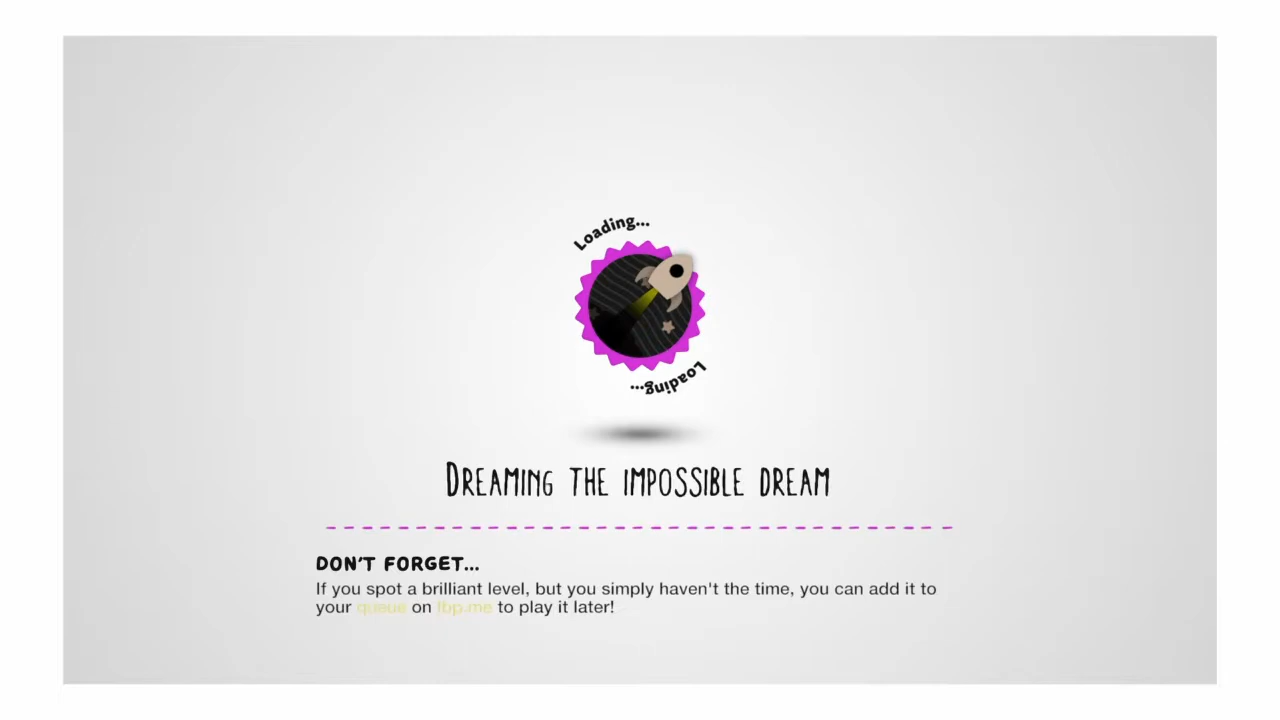 Loading...
Loading...
Dreaming the impossible dream
DON'T FORGET...
If you spot a brilliant level, but you simply haven't the time, you can add it to
your queue on lbp.me to play it later!